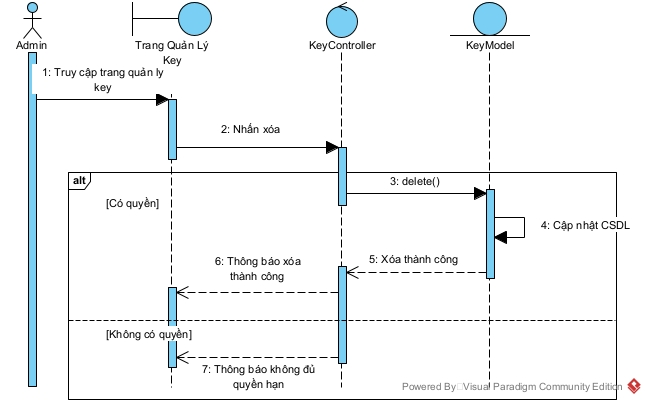 Admin
Trang Quản Lý
Key
KeyController
KeyModel
1: Truy cập trang quản lý
key
2: Nhấn xóa
alt
3: delete()
[Có quyền]
4: Cập nhật CSDL
5: Xóa thành công
6: Thông báo xóa
thành công
[Không có quyền]
7: Thông báo không đủ
quyền hạn
Powered By Visual Paradigm Community Edition